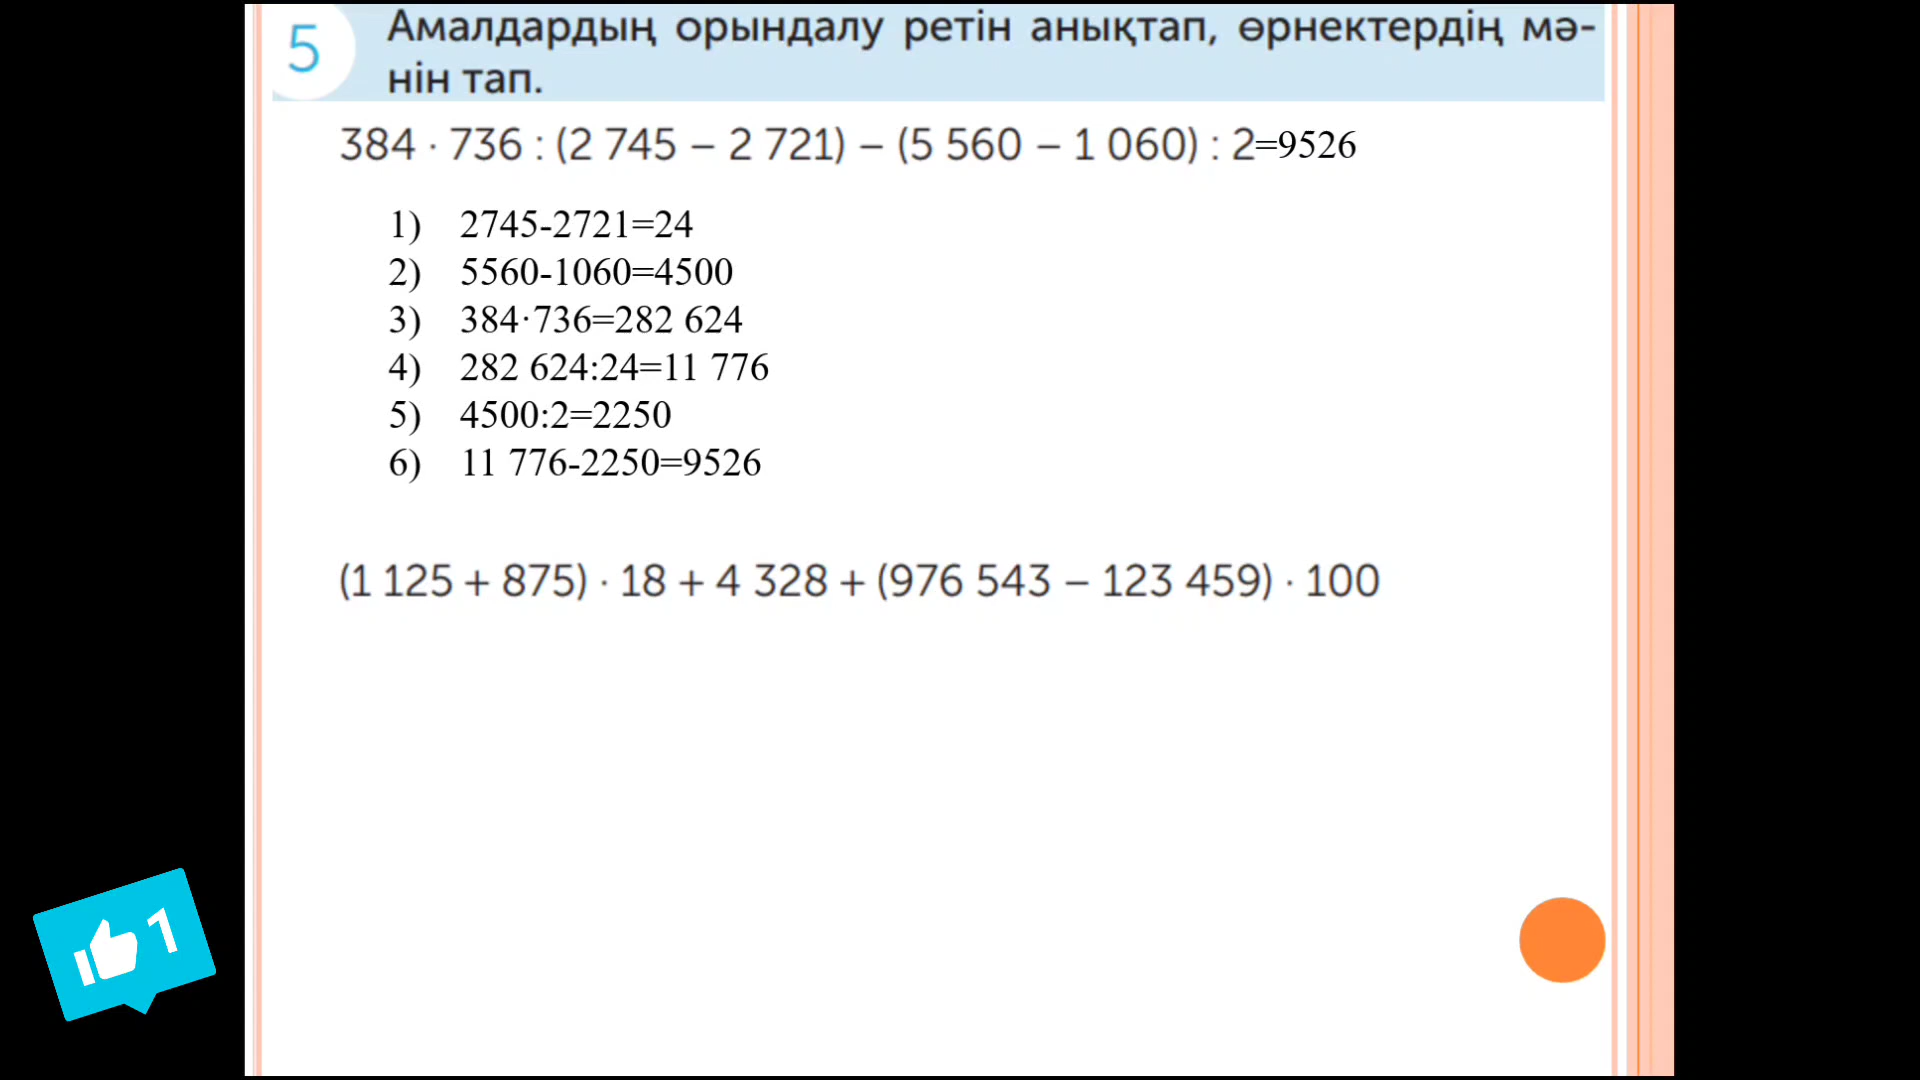 5
Амалдардың орындалу ретін анықтап, өрнектердің мә-
нін тап.
384 · 736 : (2 745 – 2 721) – (5 560 – 1 060) : 2=9526
1) 2745-2721=24
2) 5560-1060=4500
3) 384·736=282 624
4) 282 624:24=11 776
5) 4500:2=2250
6) 11 776-2250=9526
(1 125 + 875) · 18 + 4 328 + (976 543 – 123 459) · 100
1